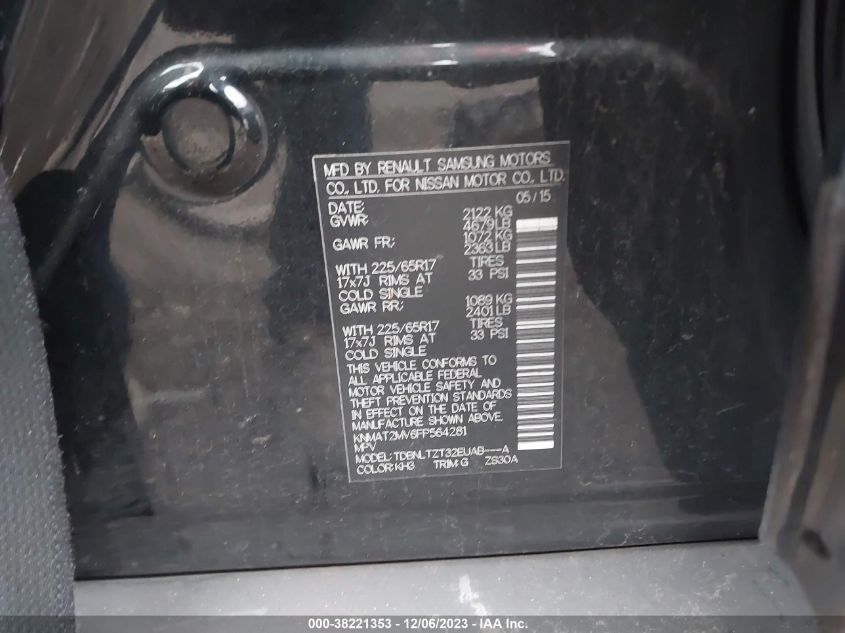 MFD BY RENAULT SAMSUNG MOTORS
CO., LTD. FOR NISSAN MOTOR CO., LTD.
DATE: 05/15
GVWR: 2122 KG
4679LB
GAWR FR: 1072 KG
2363 LB
WITH 225/65R17 TIRES
17x7J RIMS AT 33 PSI
COLD SINGLE
GAWR RR: 1089 KG
2401 LB
WITH 225/65R17 TIRES
17x7J RIMS AT 33 PSI
COLD SINGLE
THIS VEHICLE CONFORMS TO
ALL APPLICABLE FEDERAL
MOTOR VEHICLE SAFETY AND
THEFT PREVENTION STANDARDS
IN EFFECT ON THE DATE OF
MANUFACTURE SHOWN ABOVE.
KNMAT2MV6FP564281
MPV
MODEL: TDBNLTZT32EUAB---A
COLOR:KH3 TRIM:G ZS30A
000-38221353 - 12/06/2023 - IAA Inc.